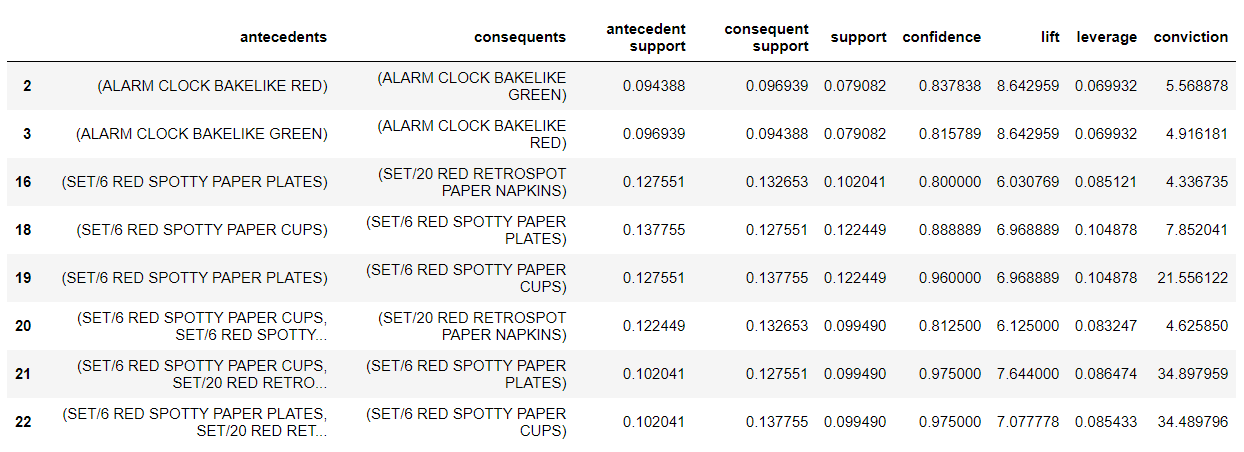 antecedents consequents antecedent support consequent support support confidence lift leverage conviction
2 (ALARM CLOCK BAKELIKE RED) (ALARM CLOCK BAKELIKE GREEN) 0.094388 0.096939 0.079082 0.837838 8.642959 0.069932 5.568878
3 (ALARM CLOCK BAKELIKE GREEN) (ALARM CLOCK BAKELIKE RED) 0.096939 0.094388 0.079082 0.815789 8.642959 0.069932 4.916181
16 (SET/6 RED SPOTTY PAPER PLATES) (SET/20 RED RETROSPOT PAPER NAPKINS) 0.127551 0.132653 0.102041 0.800000 6.030769 0.085121 4.336735
18 (SET/6 RED SPOTTY PAPER CUPS) (SET/6 RED SPOTTY PAPER PLATES) 0.137755 0.127551 0.122449 0.888889 6.968889 0.104878 7.852041
19 (SET/6 RED SPOTTY PAPER PLATES) (SET/6 RED SPOTTY PAPER CUPS) 0.127551 0.137755 0.122449 0.960000 6.968889 0.104878 21.556122
20 (SET/6 RED SPOTTY PAPER CUPS, SET/6 RED SPOTTY... (SET/20 RED RETROSPOT PAPER NAPKINS) 0.122449 0.132653 0.099490 0.812500 6.125000 0.083247 4.625850
21 (SET/6 RED SPOTTY PAPER CUPS, SET/20 RED RETRO... (SET/6 RED SPOTTY PAPER PLATES) 0.102041 0.127551 0.099490 0.975000 7.644000 0.086474 34.897959
22 (SET/6 RED SPOTTY PAPER PLATES, SET/20 RED RET... (SET/6 RED SPOTTY PAPER CUPS) 0.102041 0.137755 0.099490 0.975000 7.077778 0.085433 34.489796